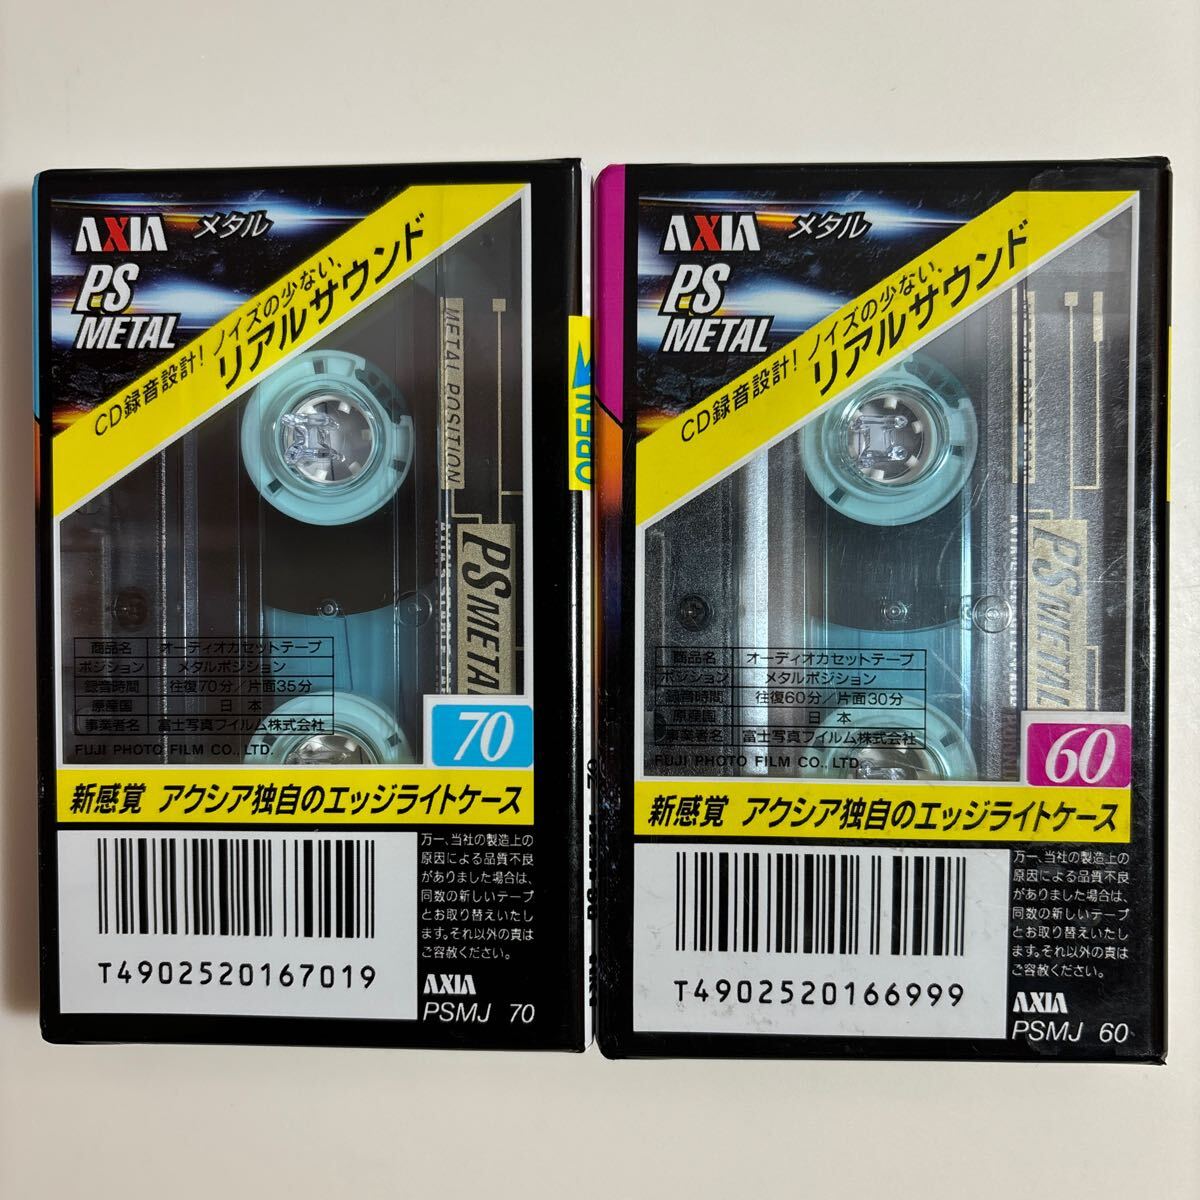 AXIA メタル
PS
METAL
CD録音設計! ノイズの少ない、
リアルサウンド
METAL POSITION
PS METAL
OPEN
商品名 オーディオカセットテープ
ポジション メタルポジション
録音時間 往復70分/片面35分
原産国 日本
事業者名 富士写真フイルム株式会社
FUJI PHOTO FILM CO., LTD.
70
新感覚 アクシア独自のエッジライトケース
T4902520167019
万一、当社の製造上の
原因による品質不良
がありました場合は、
同数の新しいテープ
とお取り替えいたし
ます。それ以外の責は
ご容赦ください。
AXIA
PSMJ 70
AXIA メタル
PS
METAL
CD録音設計! ノイズの少ない、
リアルサウンド
PS METAL
商品名 オーディオカセットテープ
ポジション メタルポジション
録音時間 往復60分/片面30分
原産国 日本
事業者名 富士写真フイルム株式会社
FUJI PHOTO FILM CO., LTD.
60
新感覚 アクシア独自のエッジライトケース
T4902520166999
万一、当社の製造上の
原因による品質不良
がありました場合は、
同数の新しいテープ
とお取り替えいたし
ます。それ以外の責は
ご容赦ください。
AXIA
PSMJ 60